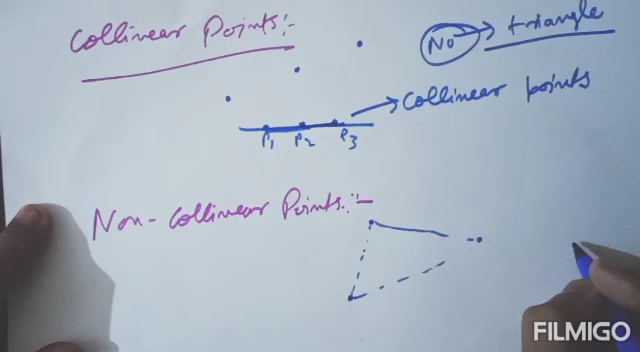 Collinear Points:-
No → triangle
Collinear points
P1 P2 P3
Non-Collinear Points:-
FILMIGO